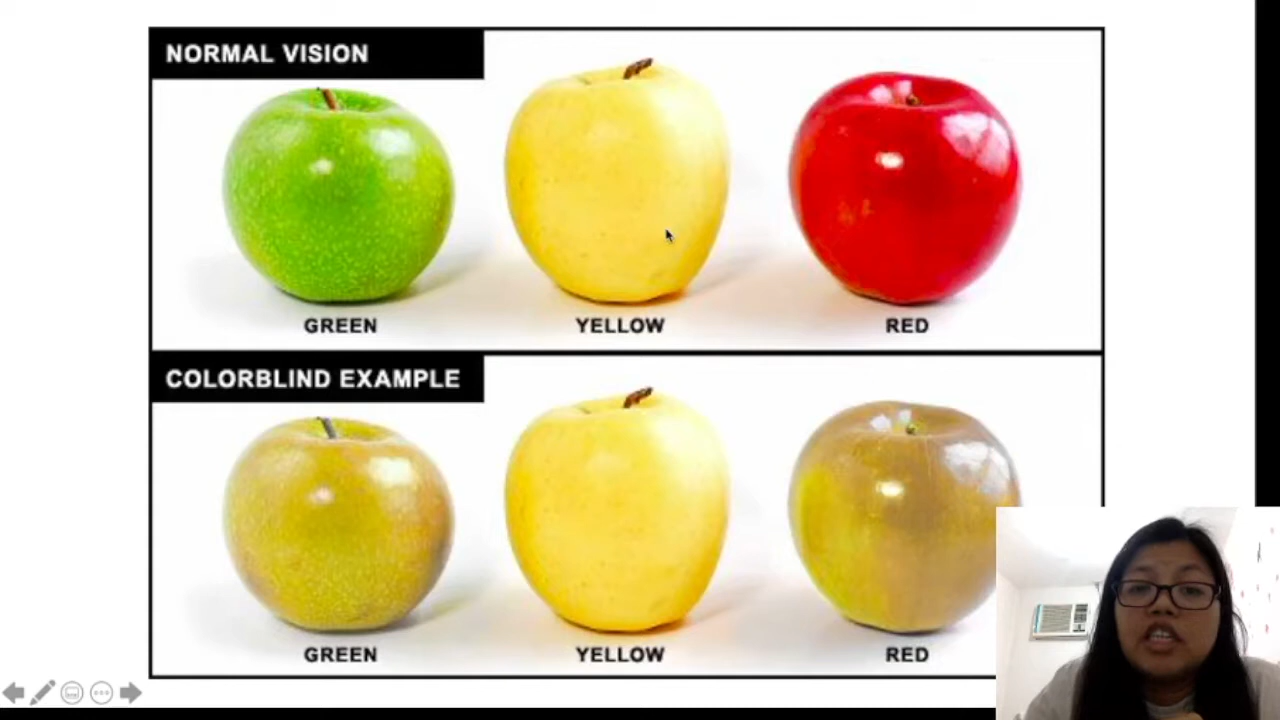 NORMAL VISION
GREEN YELLOW RED
COLORBLIND EXAMPLE
GREEN YELLOW RED